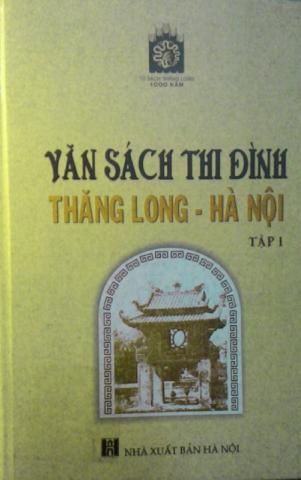 TỦ SÁCH THĂNG LONG
1000 NĂM
VĂN SÁCH THI ĐÌNH
THĂNG LONG - HÀ NỘI
TẬP 1
NHÀ XUẤT BẢN HÀ NỘI